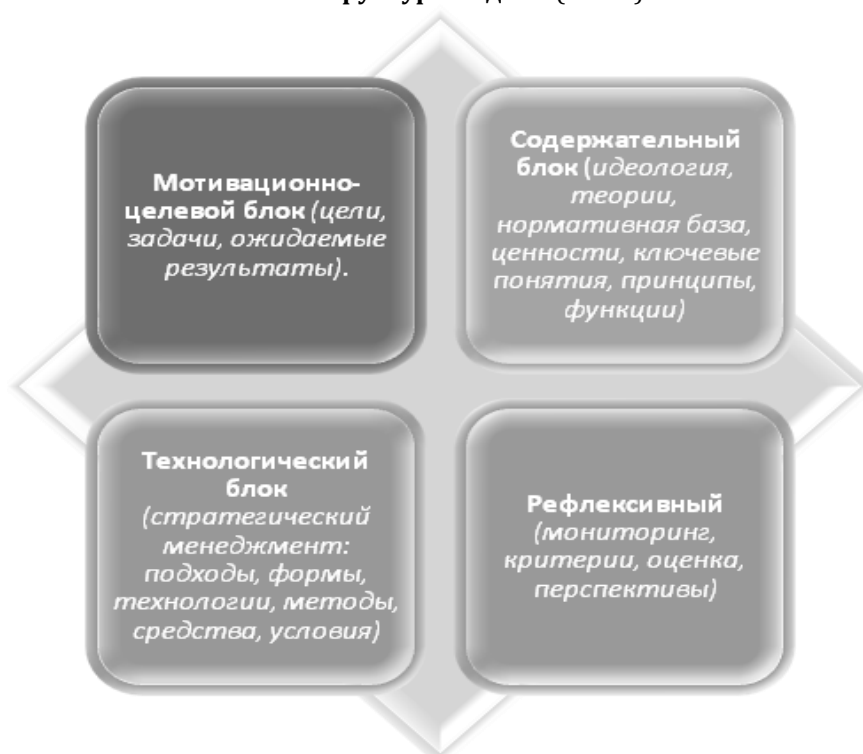 Мотивационно-
целевой блок (цели,
задачи, ожидаемые
результаты).
Содержательный
блок (идеология,
теории,
нормативная база,
ценности, ключевые
понятия, принципы,
функции)
Технологический
блок
(стратегический
менеджмент:
подходы, формы,
технологии, методы,
средства, условия)
Рефлексивный
(мониторинг,
критерии, оценка,
перспективы)